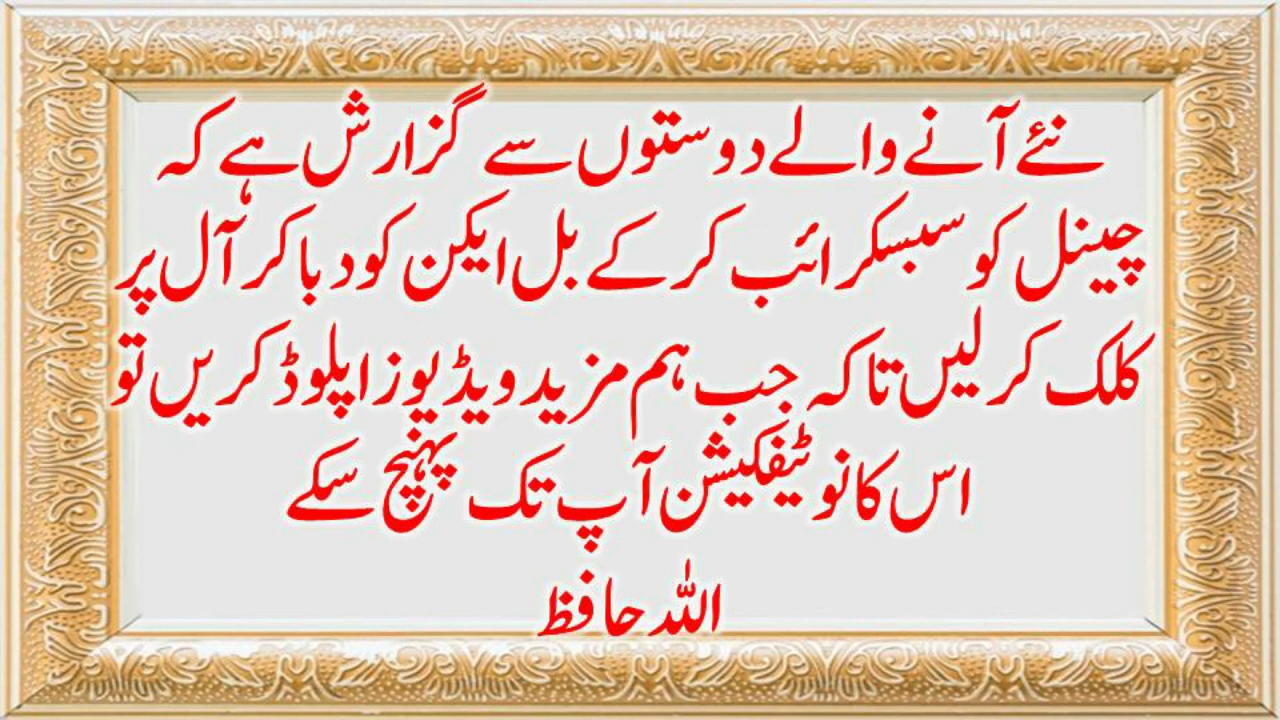 نئے آنے والے دوستوں سے گزارش ہے کہ
چینل کو سبسکرائب کر کے بل ایکن کو دبا کر آل پر
کلک کر لیں تاکہ جب ہم مزید ویڈیوز اپلوڈ کریں تو
اس کا نوٹیفکیشن آپ تک پہنچ سکے
اللہ حافظ